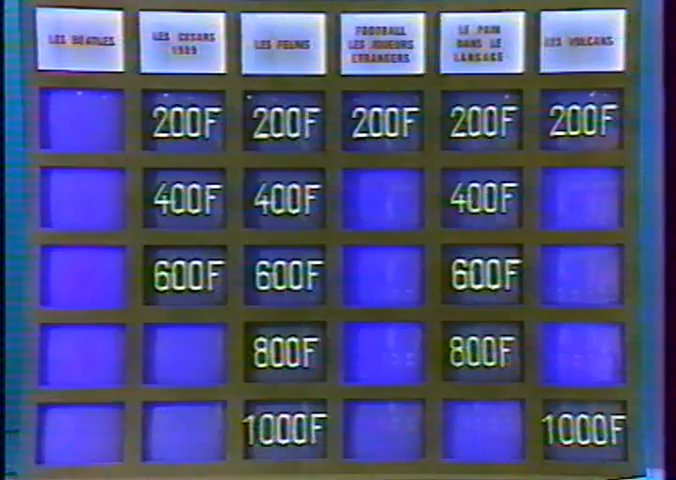 LES BEATLES
LES CESARS
1989
LES FELINS
FOOTBALL
LES JOUEURS
ETRANGERS
LE PAIN
DANS LE
LANGAGE
LES VOLCANS
200F 200F 200F 200F 200F
400F 400F 400F
600F 600F 600F
800F 800F
1000F 1000F